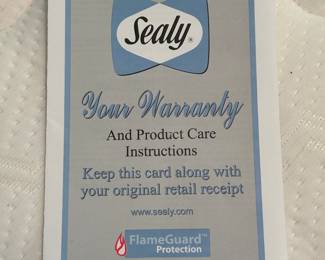 Sealy®
Your Warranty
And Product Care
Instructions
Keep this card along with
your original retail receipt
www.sealy.com
FlameGuard™
Protection